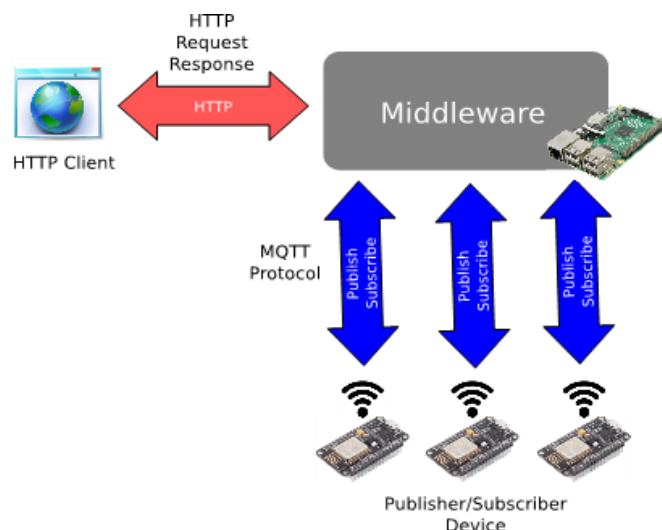 HTTP
Request
Response
HTTP
HTTP Client
Middleware
MQTT
Protocol
Publish
Subscribe
Publish
Subscribe
Publish
Subscribe
Publisher/Subscriber
Device